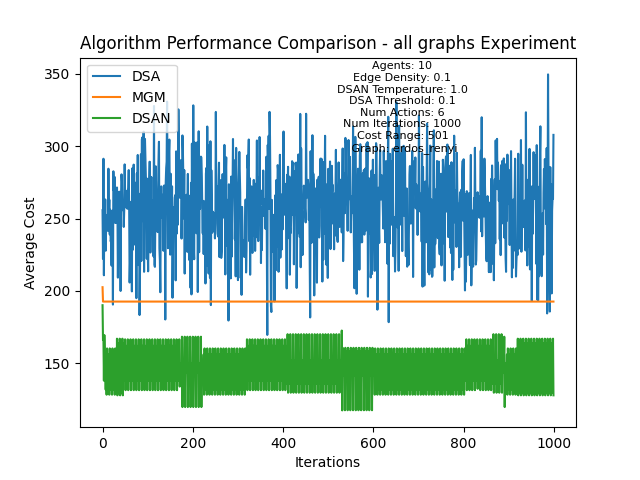 Algorithm Performance Comparison - all graphs Experiment
DSA
MGM
DSAN
Agents: 10
Edge Density: 0.1
DSAN Temperature: 1.0
DSA Threshold: 0.1
Num Actions: 6
Num Iterations: 1000
Cost Range: 501
Graph: erdos_renyi
Average Cost
350
300
250
200
150
0
200
400
600
800
1000
Iterations